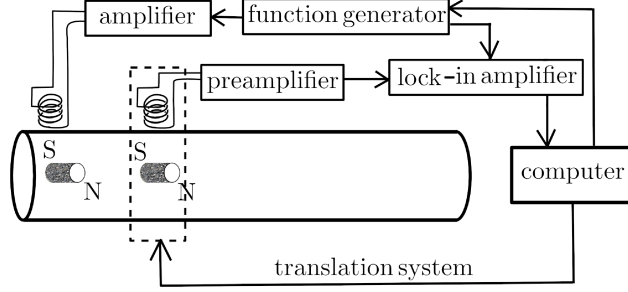 amplifier
function generator
preamplifier
lock-in amplifier
S
N
S
N
computer
translation system